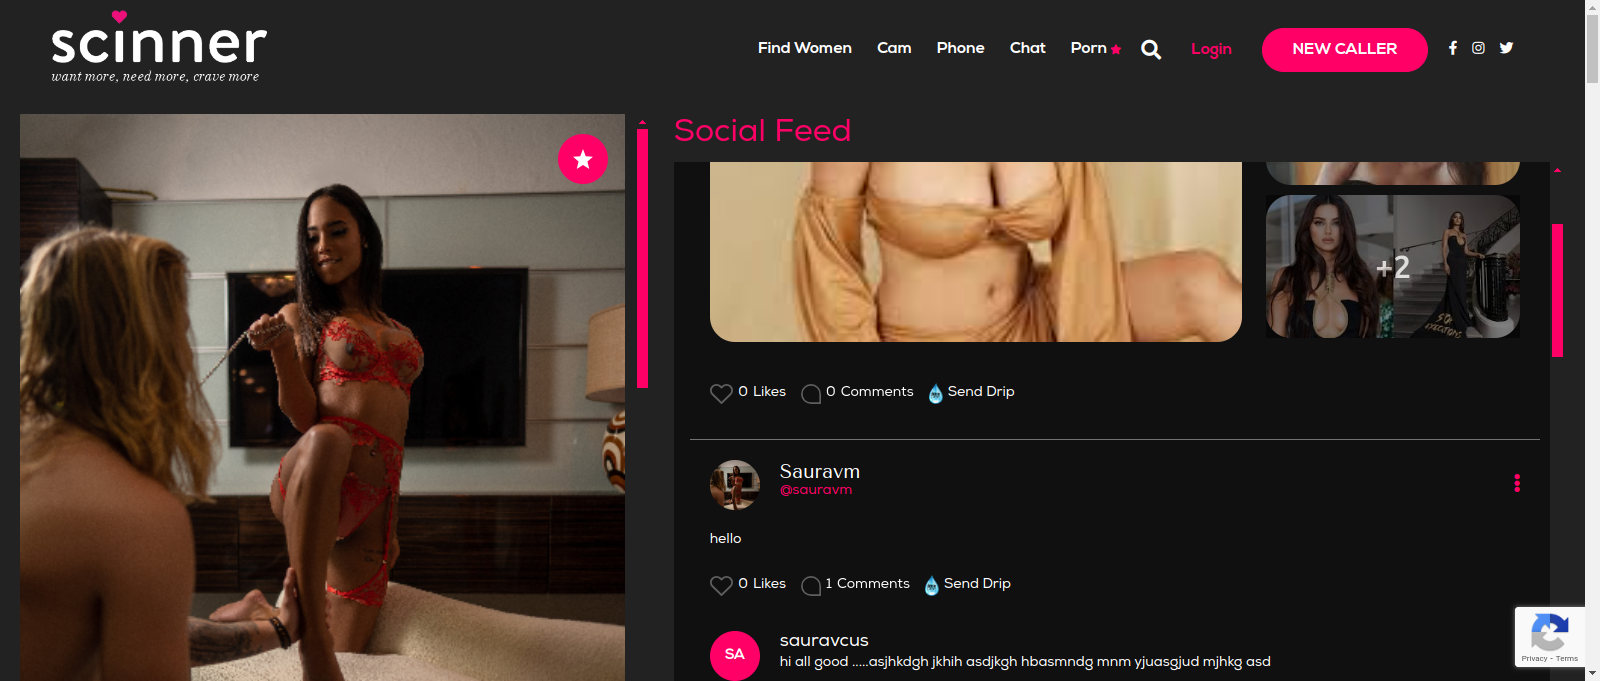 scinner
want more, need more, crave more
Find Women
Cam
Phone
Chat
Porn
Login
NEW CALLER
Social Feed
+2
0 Likes
0 Comments
Send Drip
Sauravm
@sauravm
hello
0 Likes
1 Comments
Send Drip
SA
sauravcus
hi all good .....asjhkdgh jkhih asdjkgh hbasmndg mnm yjuasgjud mjhkg asd
Privacy - Terms